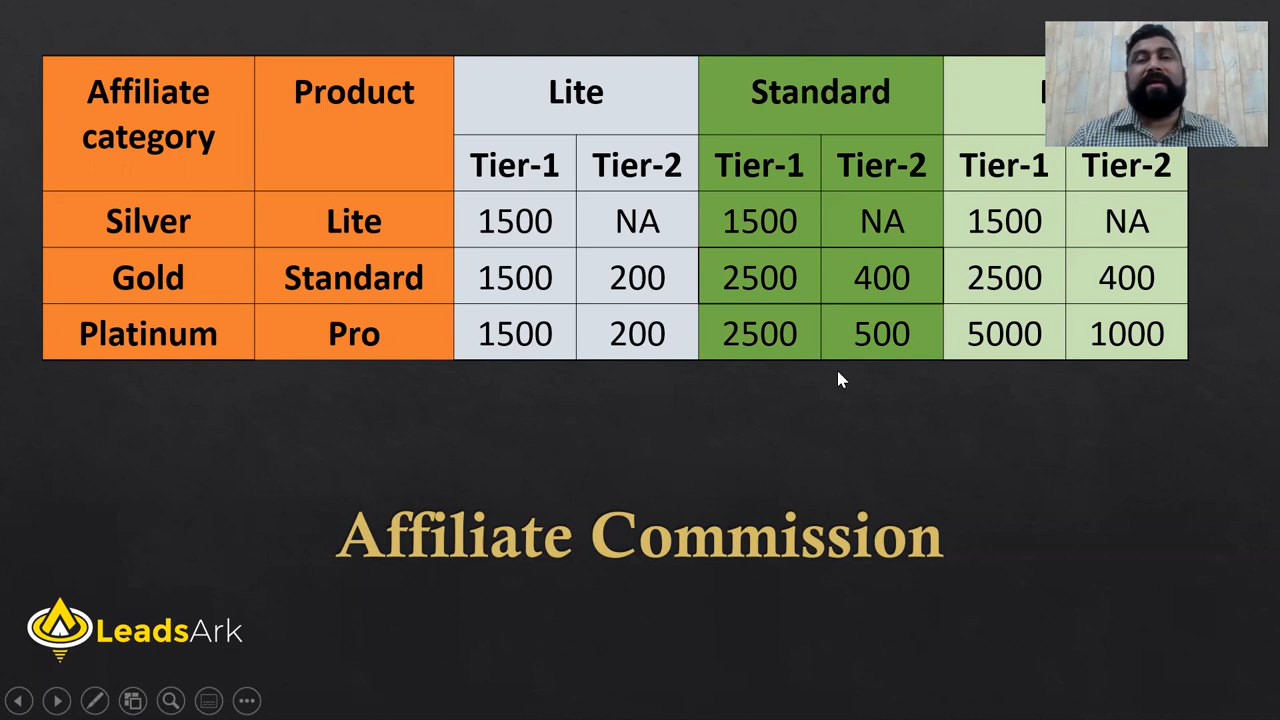 Affiliate category Product Lite Standard
Tier-1 Tier-2 Tier-1 Tier-2 Tier-1 Tier-2
Silver Lite 1500 NA 1500 NA 1500 NA
Gold Standard 1500 200 2500 400 2500 400
Platinum Pro 1500 200 2500 500 5000 1000
Affiliate Commission
LeadsArk